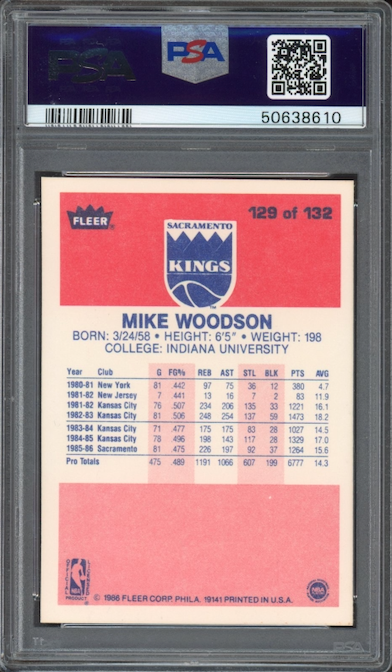 PSA
PSA
50638610
FLEER
129 of 132
SACRAMENTO
KINGS
MIKE WOODSON
BORN: 3/24/58 • HEIGHT: 6'5" • WEIGHT: 198
COLLEGE: INDIANA UNIVERSITY
Year Club G FG% REB AST STL BLK PTS AVG
1980-81 New York 81 .442 97 75 36 12 380 4.7
1981-82 New Jersey 7 .441 13 16 7 2 83 11.9
1981-82 Kansas City 76 .507 234 206 135 33 1221 16.1
1982-83 Kansas City 81 .506 248 254 137 59 1473 18.2
1983-84 Kansas City 71 .477 175 175 83 28 1027 14.5
1984-85 Kansas City 78 .496 198 143 117 28 1329 17.0
1985-86 Sacramento 81 .475 226 197 92 37 1264 15.6
Pro Totals 475 .489 1191 1066 607 199 6777 14.3
OFFICIAL NBA PRODUCT
© 1986 FLEER CORP. PHILA. 19141 PRINTED IN U.S.A.
NBA